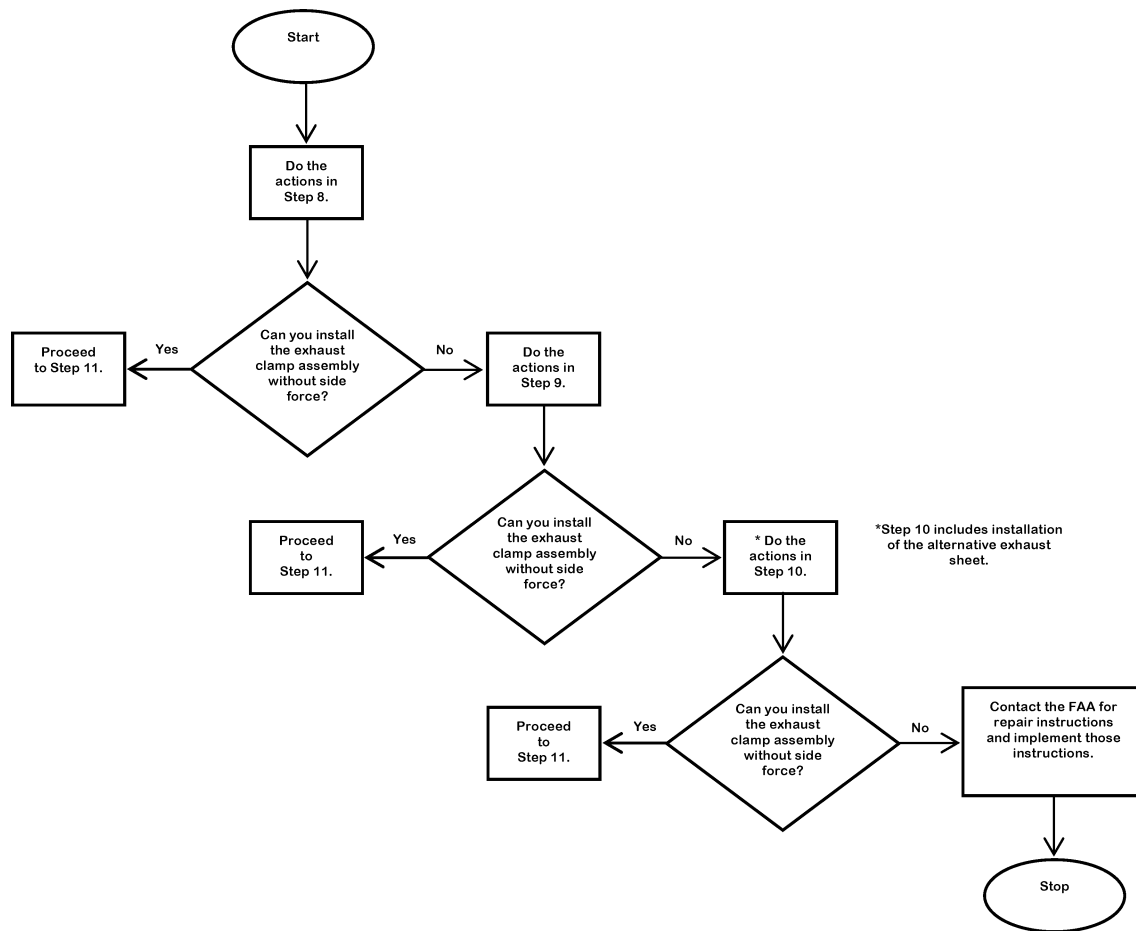 Start
Do the
actions in
Step 8.
Can you install
the exhaust
clamp assembly
without side
force?
Yes
Proceed
to Step 11.
No
Do the
actions in
Step 9.
Can you install
the exhaust
clamp assembly
without side
force?
Yes
Proceed
to
Step 11.
No
* Do the
actions in
Step 10.
*Step 10 includes installation
of the alternative exhaust
sheet.
Can you install
the exhaust
clamp assembly
without side
force?
Yes
Proceed
to
Step 11.
No
Contact the FAA for
repair instructions
and implement those
instructions.
Stop